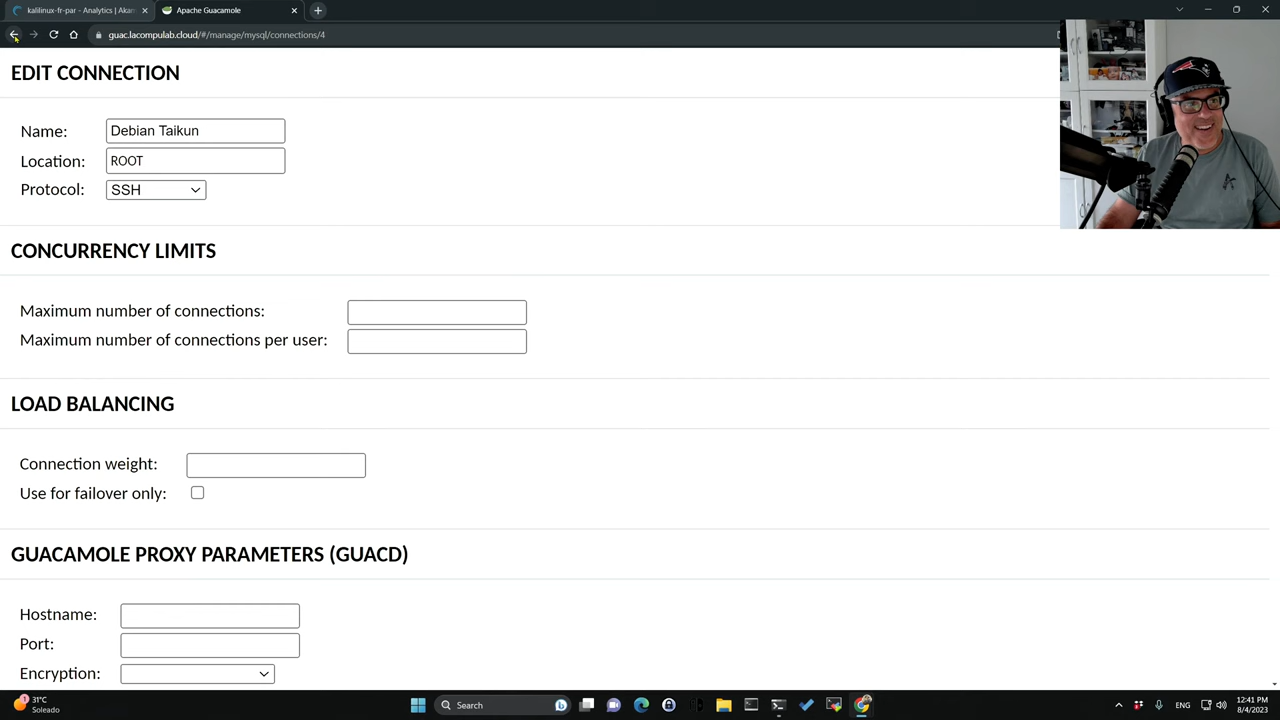 kalilinux-fr-par - Analytics | Akam
Apache Guacamole
guac.lacompulab.cloud/#/manage/mysql/connections/4
EDIT CONNECTION
Name: Debian Taikun
Location: ROOT
Protocol: SSH
CONCURRENCY LIMITS
Maximum number of connections:
Maximum number of connections per user:
LOAD BALANCING
Connection weight:
Use for failover only:
GUACAMOLE PROXY PARAMETERS (GUACD)
Hostname:
Port:
Encryption:
1
31°C
Soleado
Search
ENG
12:41 PM
8/4/2023